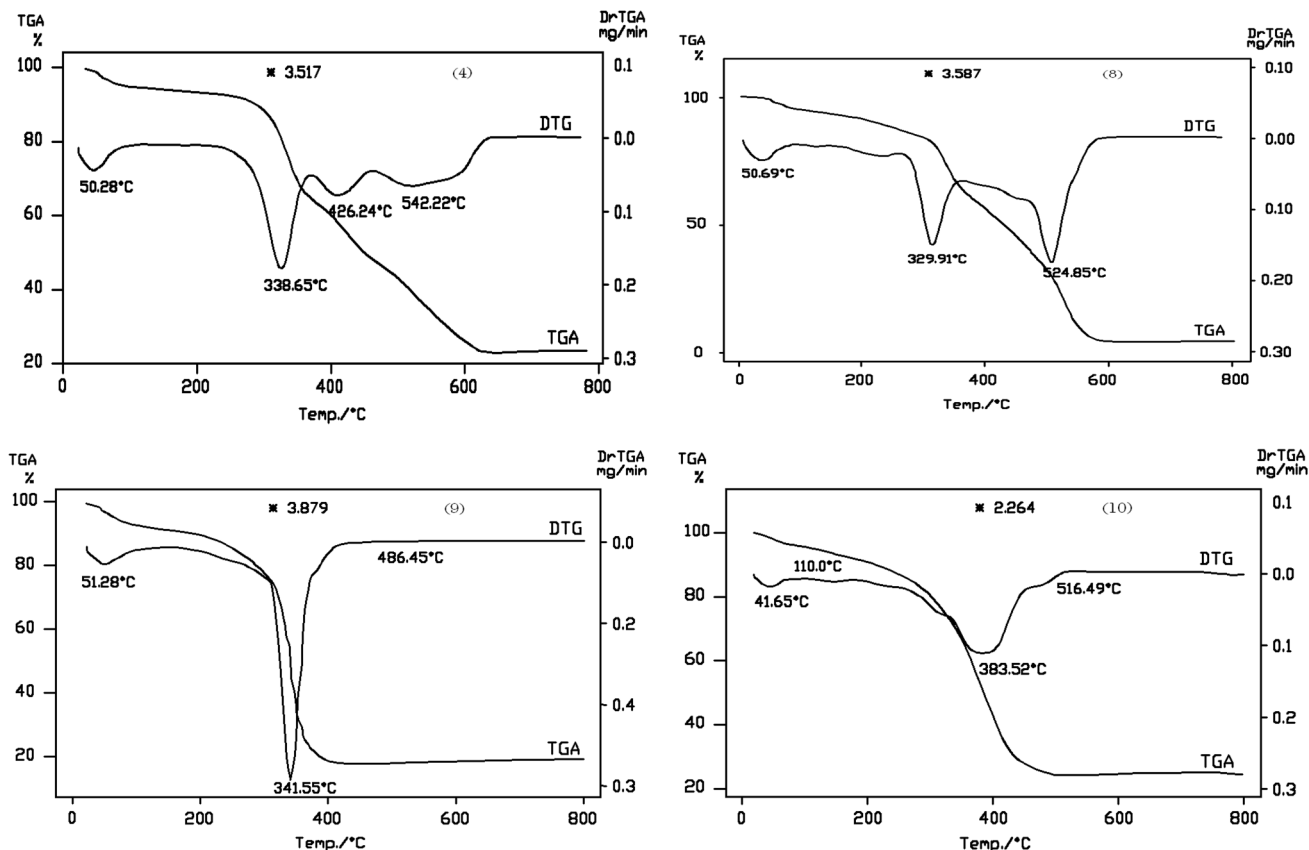 TGA
%
DrTGA
mg/min
100
80
60
40
20
0.1
0.0
0.1
0.2
0.3
* 3.517
(4)
DTG
50.28°C
426.24°C
542.22°C
338.65°C
TGA
0
200
400
600
800
Temp./°C
TGA
%
DrTGA
mg/min
100
50
0
0.10
0.00
0.10
0.20
0.30
* 3.587
(8)
DTG
50.69°C
329.91°C
524.85°C
TGA
0
200
400
600
800
Temp./°C
TGA
%
DrTGA
mg/min
100
80
60
40
20
0.0
0.2
0.4
0.3
* 3.879
(9)
DTG
486.45°C
51.28°C
TGA
341.55°C
0
200
400
600
800
Temp./°C
TGA
%
DrTGA
mg/min
100
80
60
40
20
0.1
0.0
0.1
0.2
0.3
* 2.264
(10)
110.0°C
DTG
41.65°C
516.49°C
383.52°C
TGA
0
200
400
600
800
Temp./°C